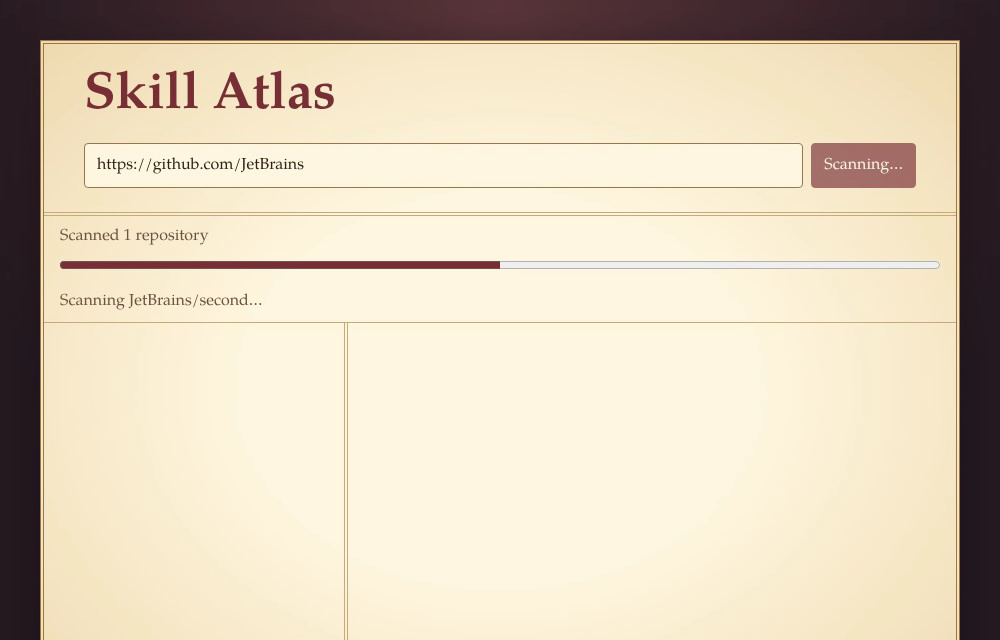 Skill Atlas
https://github.com/JetBrains
Scanning...
Scanned 1 repository
Scanning JetBrains/second...